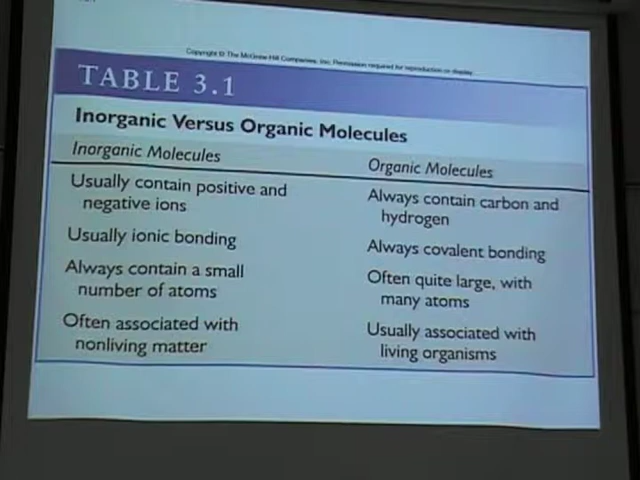 Copyright © The McGraw-Hill Companies, Inc. Permission required for reproduction or display.
TABLE 3.1
Inorganic Versus Organic Molecules
Inorganic Molecules Organic Molecules
Usually contain positive and
negative ions
Always contain carbon and
hydrogen
Usually ionic bonding
Always covalent bonding
Always contain a small
number of atoms
Often quite large, with
many atoms
Often associated with
nonliving matter
Usually associated with
living organisms